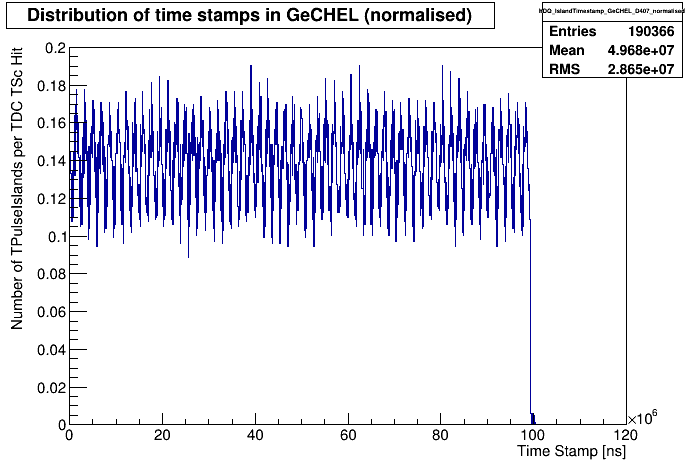 Distribution of time stamps in GeCHEL (normalised)
IslandTimestamp_GeCHEL_D407_normalised
Entries 190366
Mean 4.968e+07
RMS 2.865e+07
Number of TPulseIslands per TDC TSc Hit
0.2
0.18
0.16
0.14
0.12
0.1
0.08
0.06
0.04
0.02
0
0 20 40 60 80 100 120
×10^6
Time Stamp [ns]